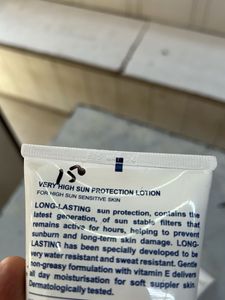 15
VERY HIGH SUN PROTECTION LOTION
FOR HIGH SUN SENSITIVE SKIN
LONG-LASTING sun protection, contains the
latest generation, of sun stable filters that
remains active for hours, helping to prevent
sunburn and long-term skin damage. LONG-
LASTING has been specially developed to be
very water resistant and sweat resistant. Gentle
non-greasy formulation with vitamin E delivers
all day moisturisation for soft suppler skin.
Dermatologically tested.